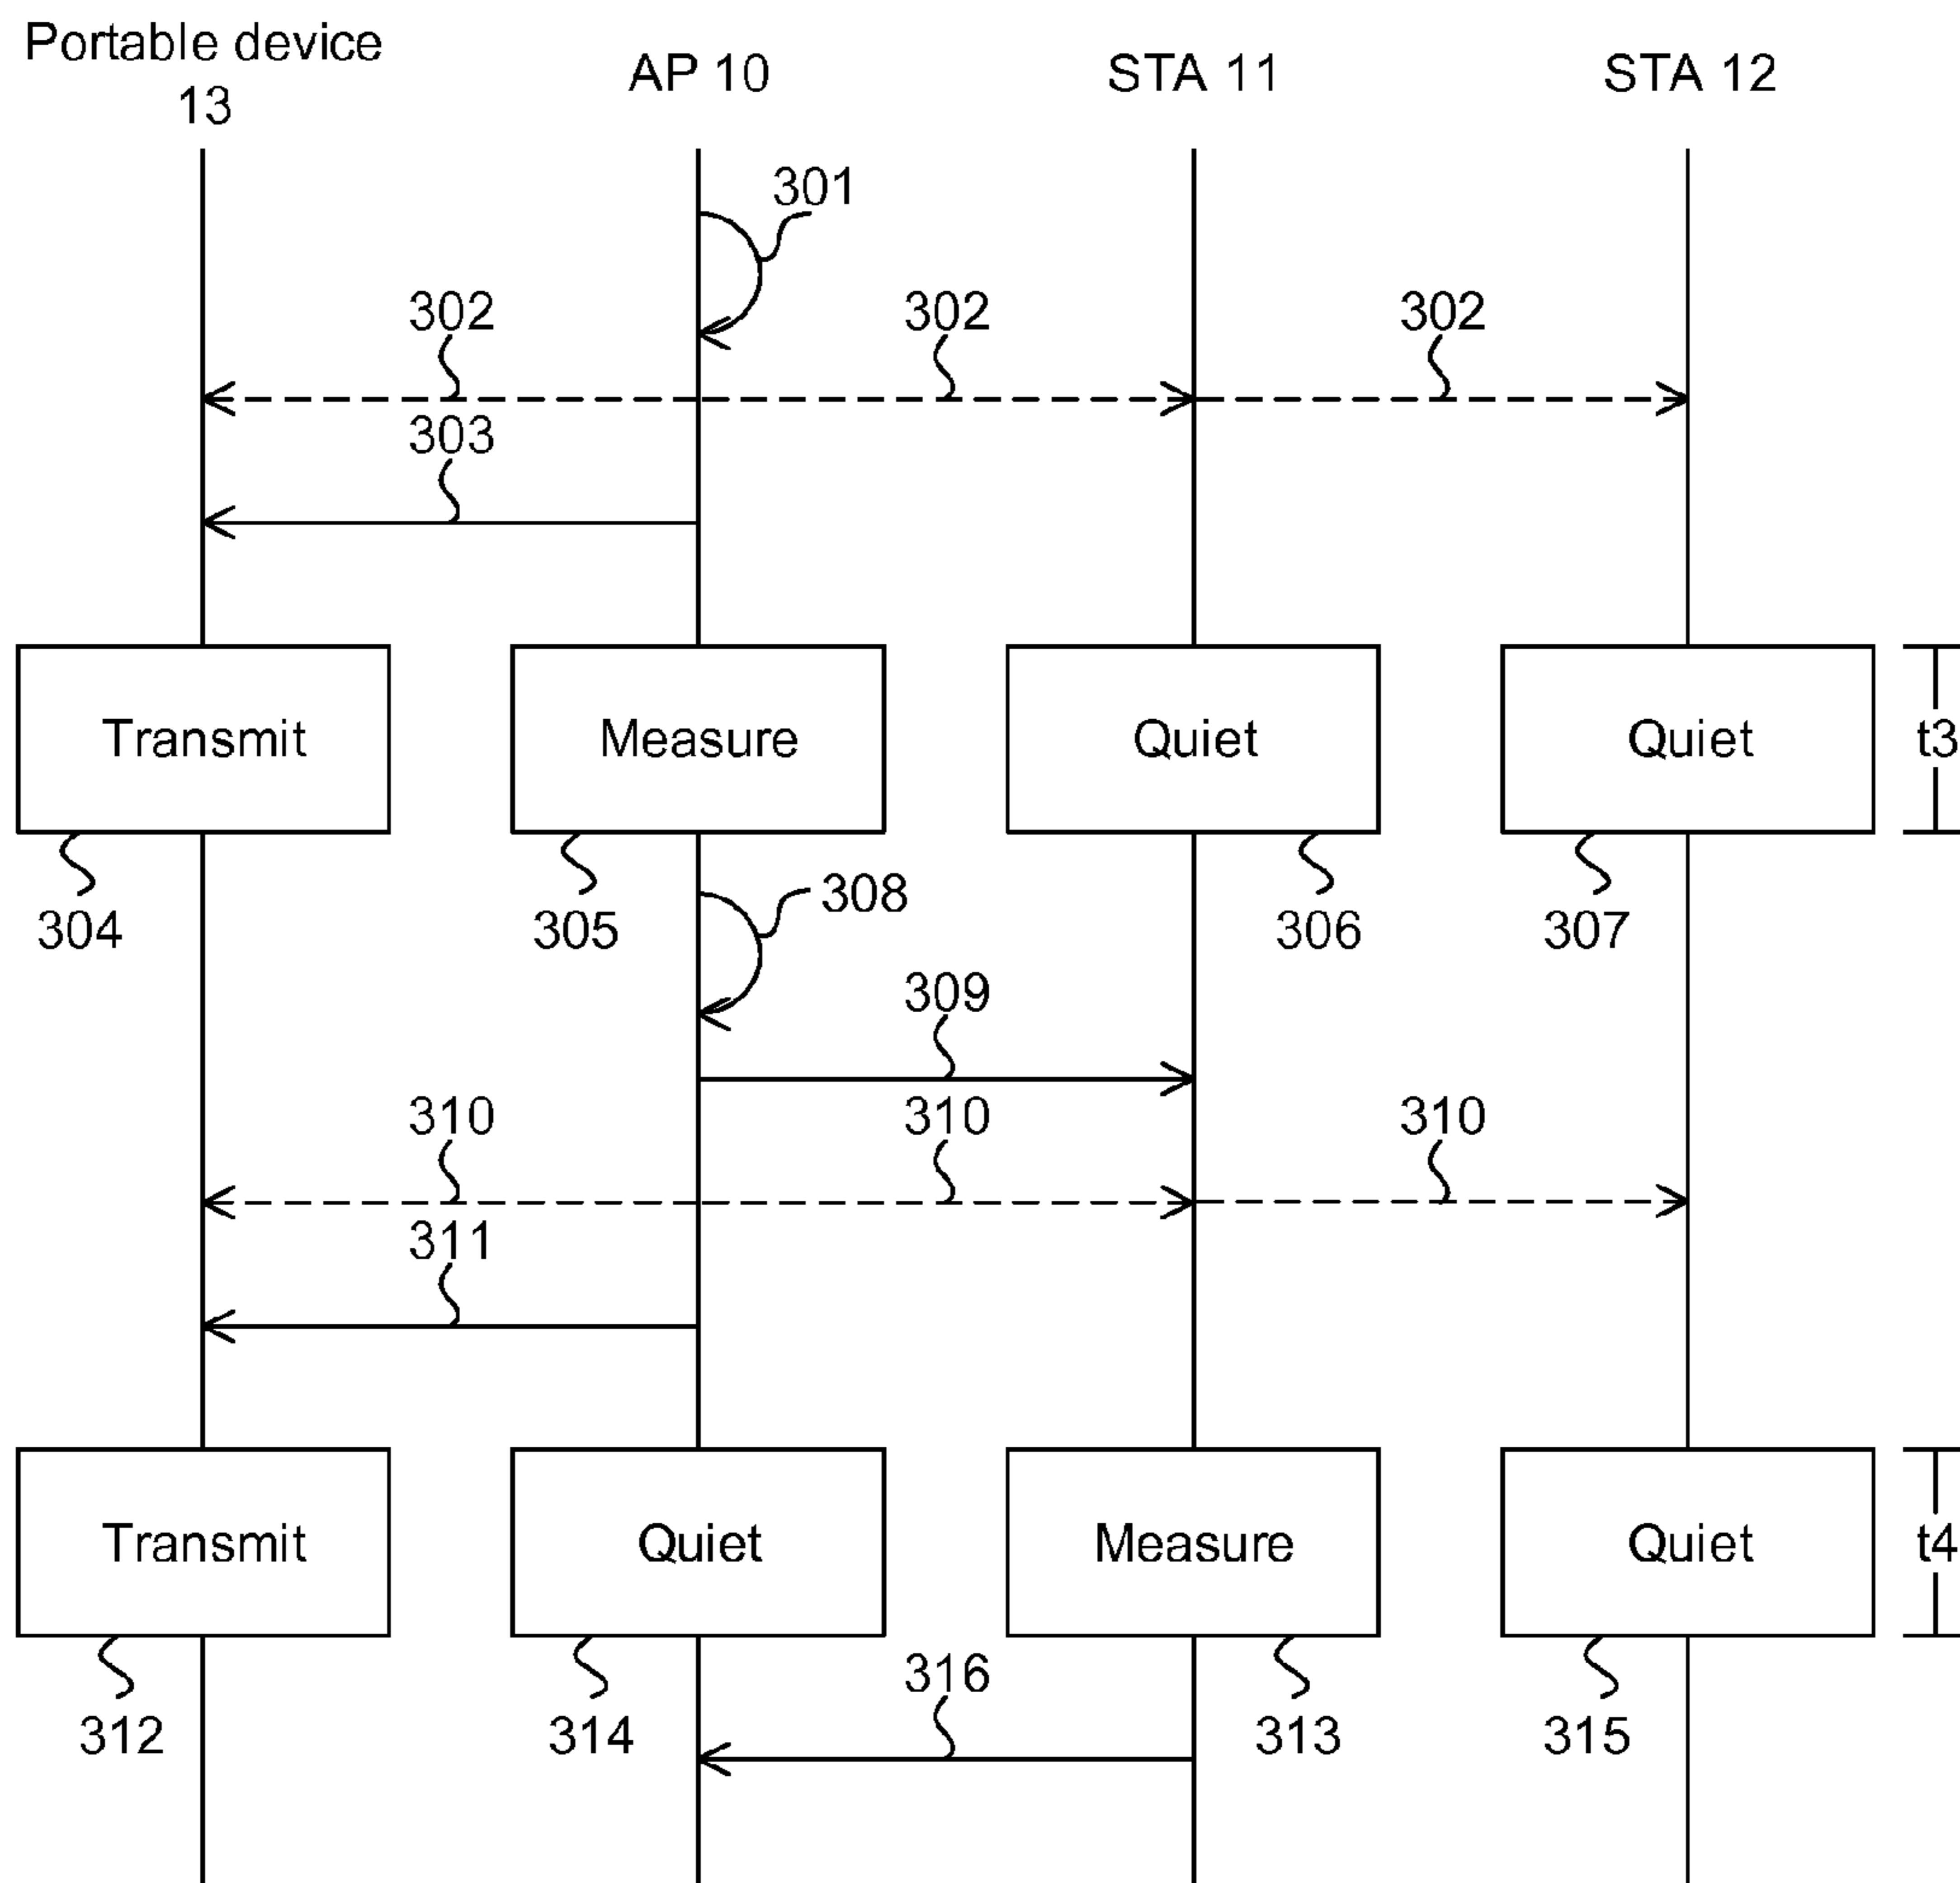 Portable device
13
AP 10
STA 11
STA 12
301
302
302
302
303
Transmit
Measure
Quiet
Quiet
t3
304
305
306
307
308
309
310
310
310
311
Transmit
Quiet
Measure
Quiet
t4
312
314
313
315
316